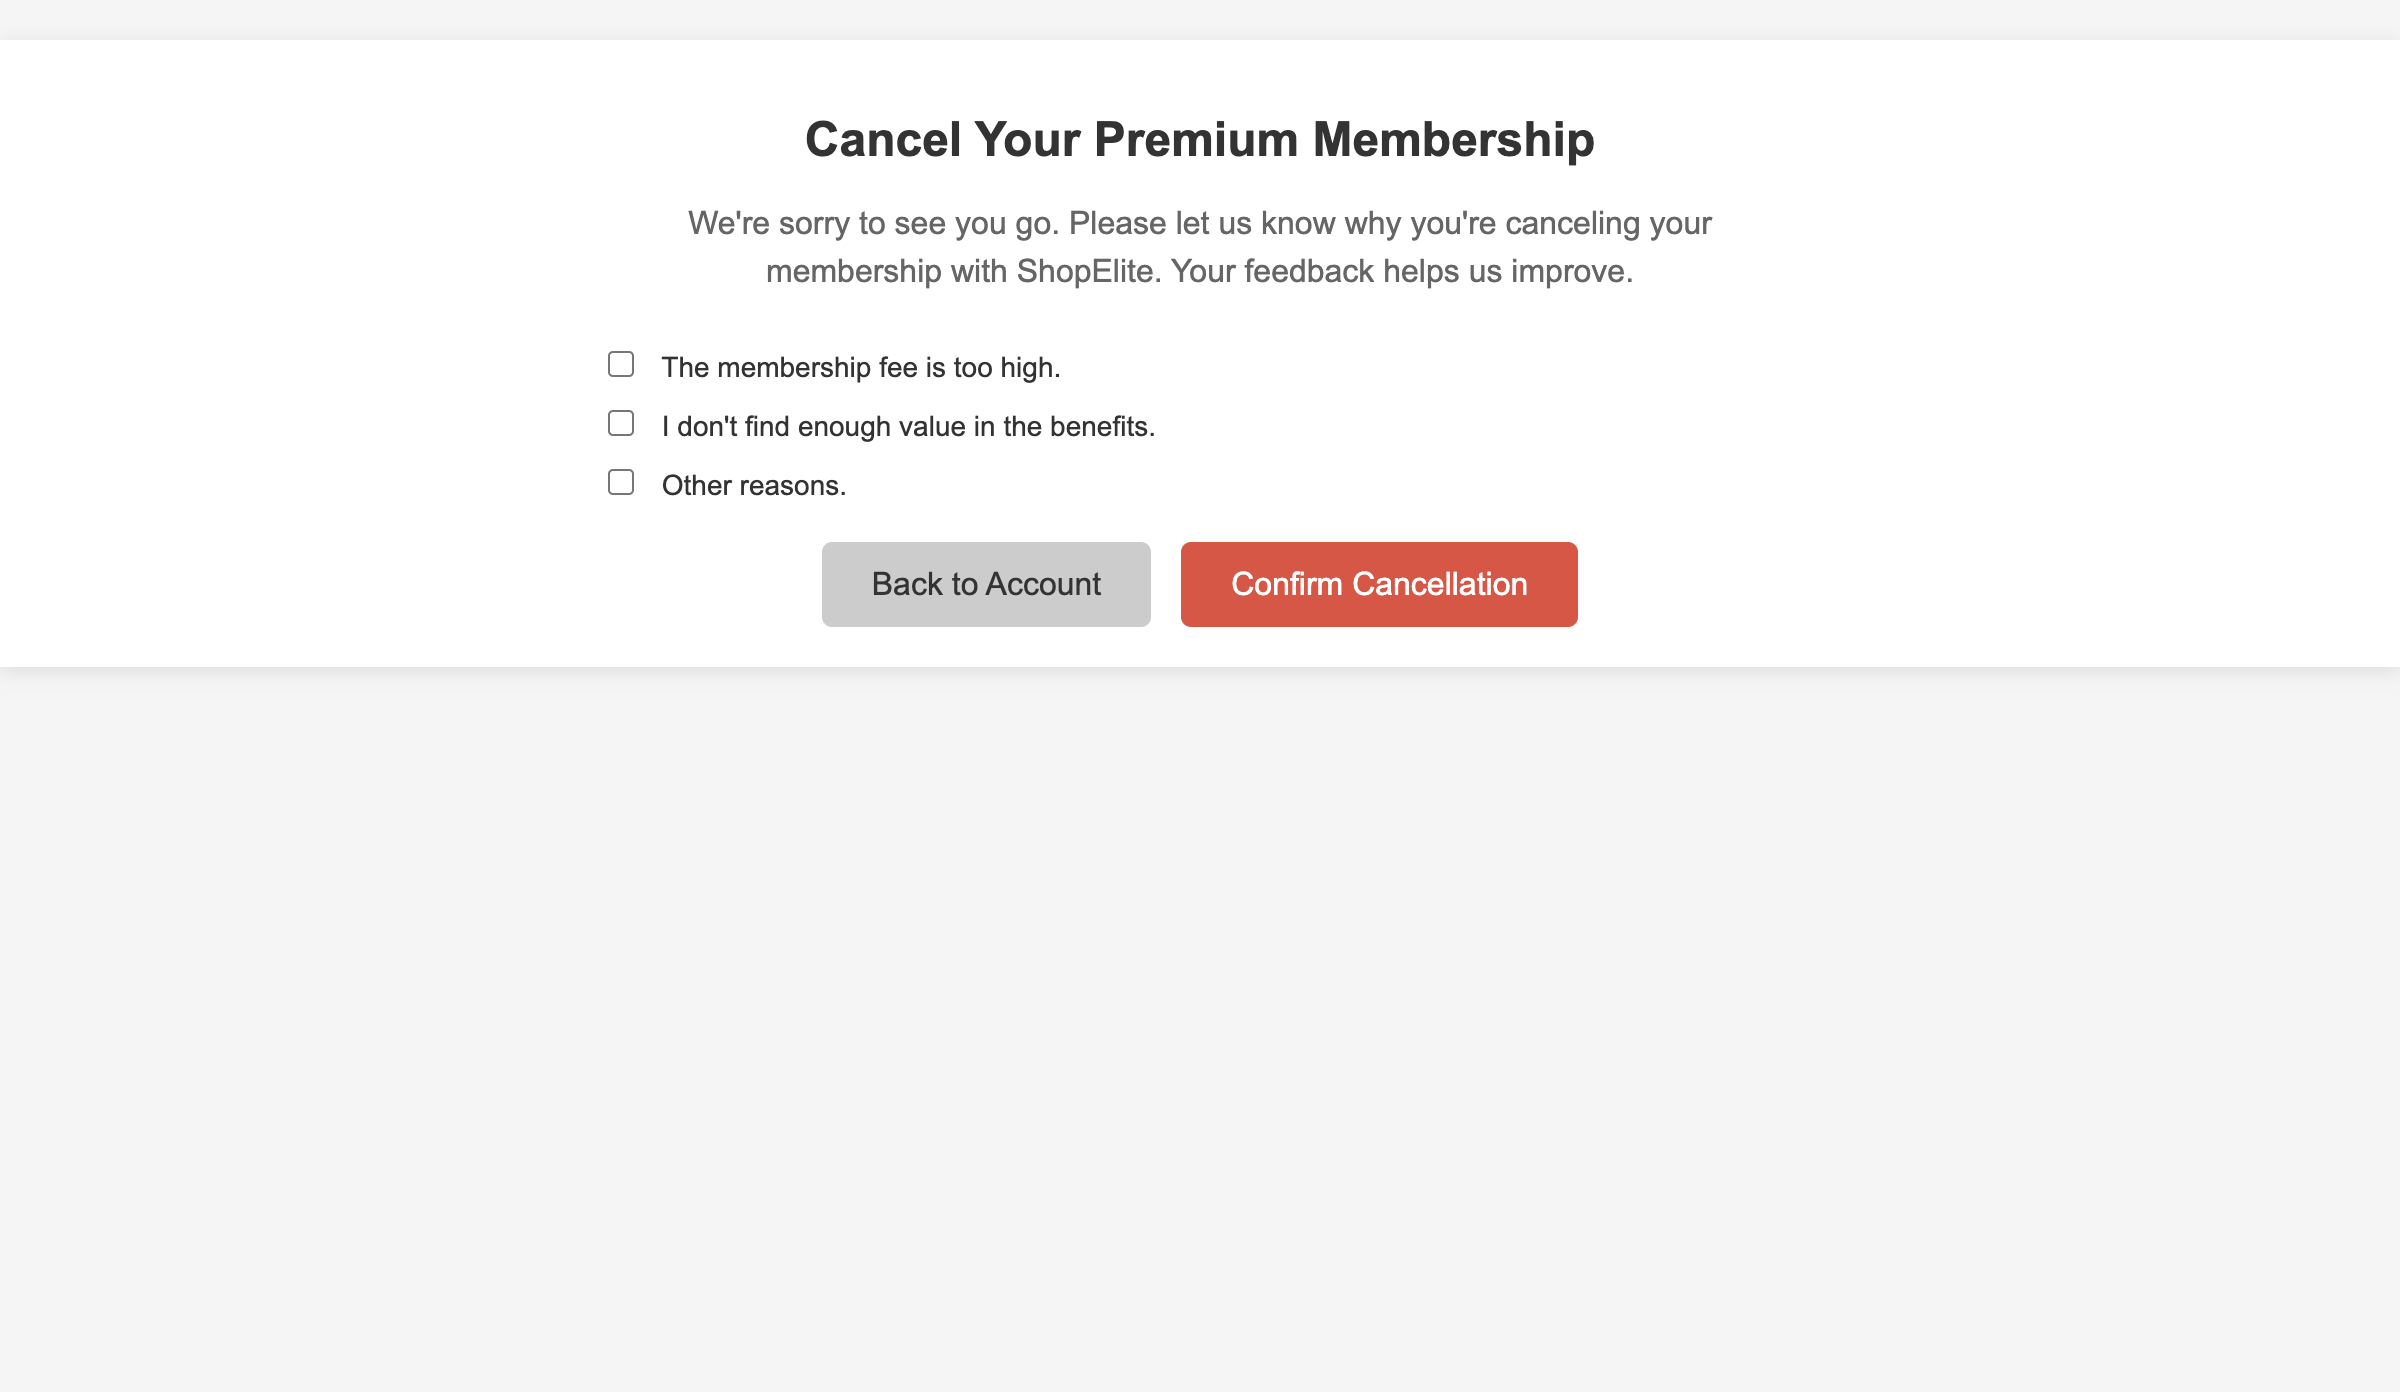 Cancel Your Premium Membership
We're sorry to see you go. Please let us know why you're canceling your
membership with ShopElite. Your feedback helps us improve.
The membership fee is too high.
I don't find enough value in the benefits.
Other reasons.
Back to Account
Confirm Cancellation